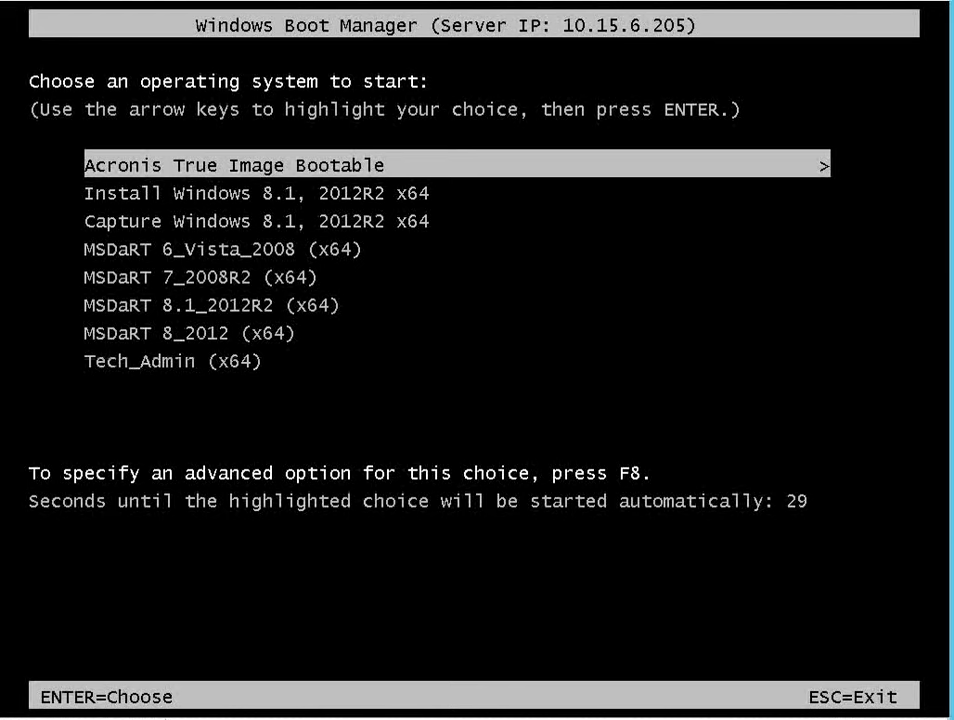 Windows Boot Manager (Server IP: 10.15.6.205)
Choose an operating system to start:
(Use the arrow keys to highlight your choice, then press ENTER.)
Acronis True Image Bootable >
Install Windows 8.1, 2012R2 x64
Capture Windows 8.1, 2012R2 x64
MSDaRT 6_Vista_2008 (x64)
MSDaRT 7_2008R2 (x64)
MSDaRT 8.1_2012R2 (x64)
MSDaRT 8_2012 (x64)
Tech_Admin (x64)
To specify an advanced option for this choice, press F8.
Seconds until the highlighted choice will be started automatically: 29
ENTER=Choose ESC=Exit